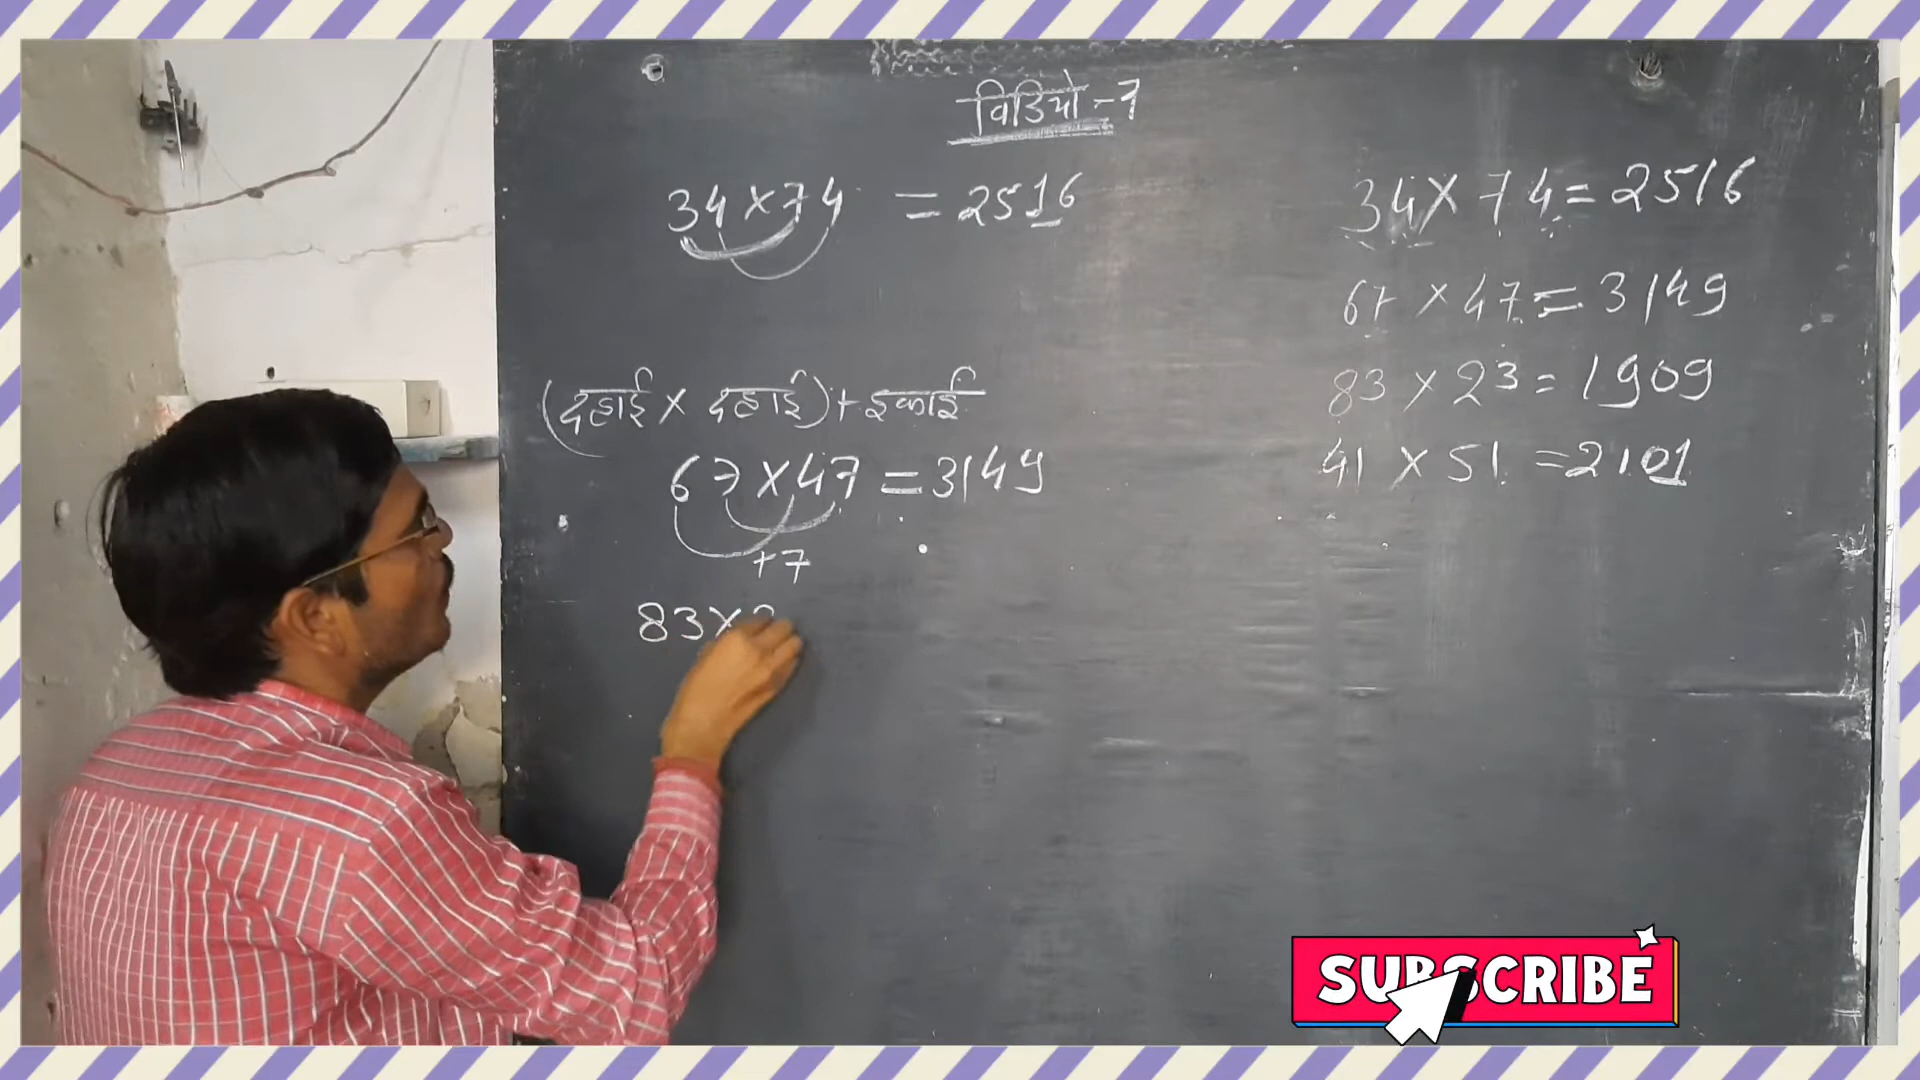 विडियो - 7
34 × 74 = 2516
(दहाई × दहाई) + इकाई
67 × 47 = 3149
+7
83 × 2
34 × 74 = 2516
67 × 47 = 3149
83 × 23 = 1909
41 × 51 = 2101
SUBSCRIBE